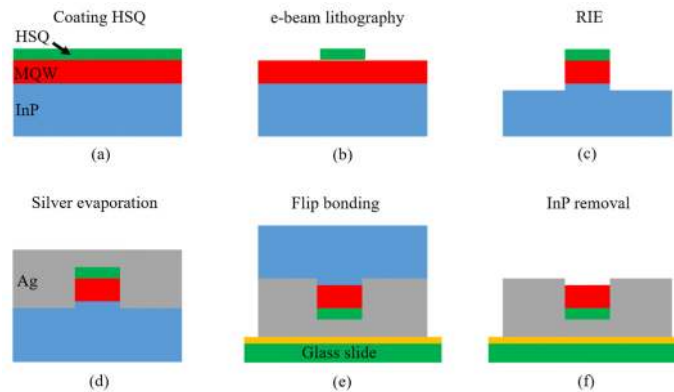 Coating HSQ
e-beam lithography
RIE
HSQ
MQW
InP
(a)
(b)
(c)
Silver evaporation
Flip bonding
InP removal
Ag
Glass slide
(d)
(e)
(f)